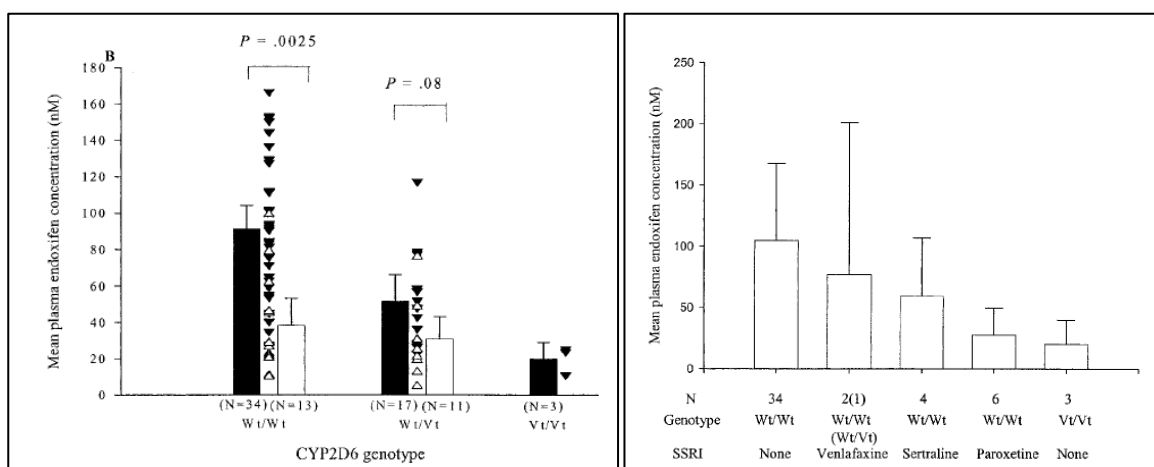 B
P = .0025
P = .08
Mean plasma endoxifen concentration (nM)
180
160
140
120
100
80
60
40
20
0
(N=34) (N=13) (N=17) (N=11) (N=3)
Wt/Wt Wt/Vt Vt/Vt
CYP2D6 genotype
Mean plasma endoxifen concentration (nM)
250
200
150
100
50
0
N 34 2(1) 4 6 3
Genotype Wt/Wt Wt/Wt Wt/Wt Wt/Wt Vt/Vt
(Wt/Vt)
SSRI None Venlafaxine Sertraline Paroxetine None